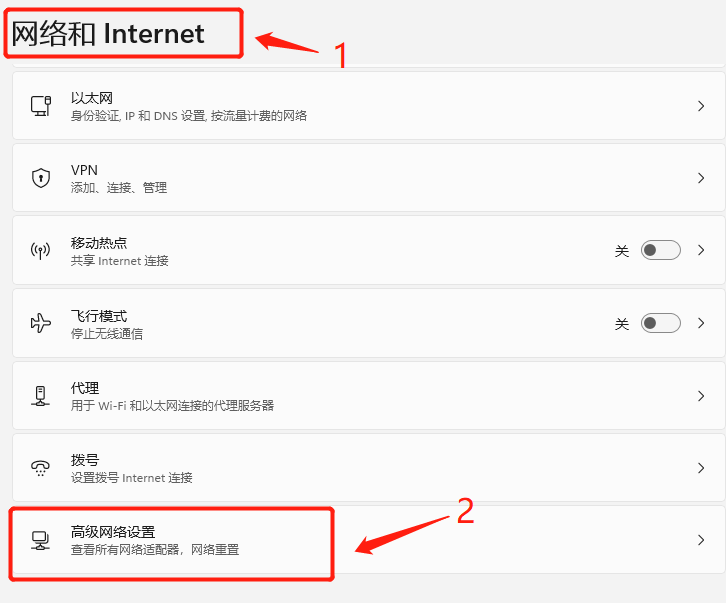 网络和 Internet
1
以太网
身份验证, IP 和 DNS 设置, 按流量计费的网络
VPN
添加、连接、管理
移动热点
共享 Internet 连接
关
飞行模式
停止无线通信
关
代理
用于 Wi-Fi 和以太网连接的代理服务器
拨号
设置拨号 Internet 连接
2
高级网络设置
查看所有网络适配器，网络重置